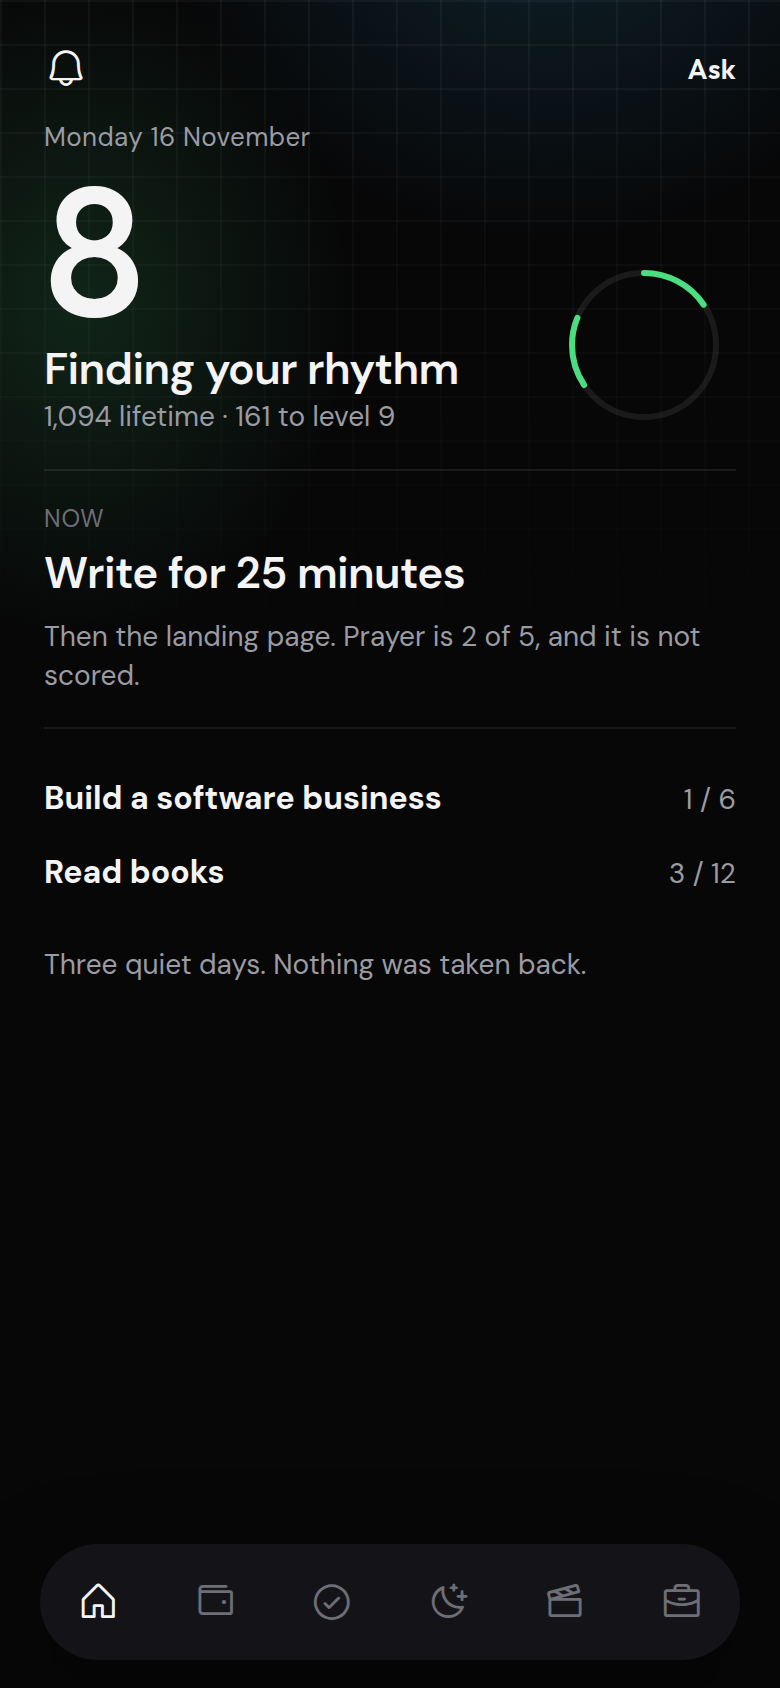 Ask
Monday 16 November
8
Finding your rhythm
1,094 lifetime · 161 to level 9
NOW
Write for 25 minutes
Then the landing page. Prayer is 2 of 5, and it is not
scored.
Build a software business 1 / 6
Read books 3 / 12
Three quiet days. Nothing was taken back.